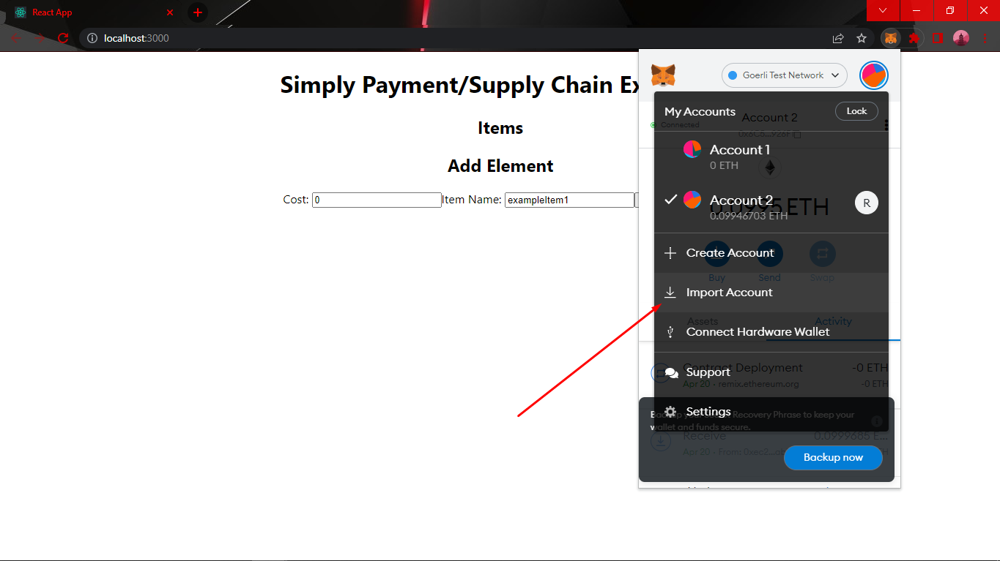 React App
localhost:3000
Simply Payment/Supply Chain Ex
Items
Add Element
Cost: 0 Item Name: exampleItem1
Goerli Test Network
My Accounts
Lock
Account 2
Connected
0x6C5...926F
Account 1
0 ETH
Account 2
0.09946703 ETH
R
0.0995 ETH
Create Account
Buy
Send
Swap
Import Account
Assets
Activity
Connect Hardware Wallet
Contract Deployment
-0 ETH
Support
Apr 20 · remix.ethereum.org
-0 ETH
Settings
Backup your Secret Recovery Phrase to keep your
wallet and funds secure.
Receive
0.0999685 E...
Apr 20 · From: 0xec2...
Backup now